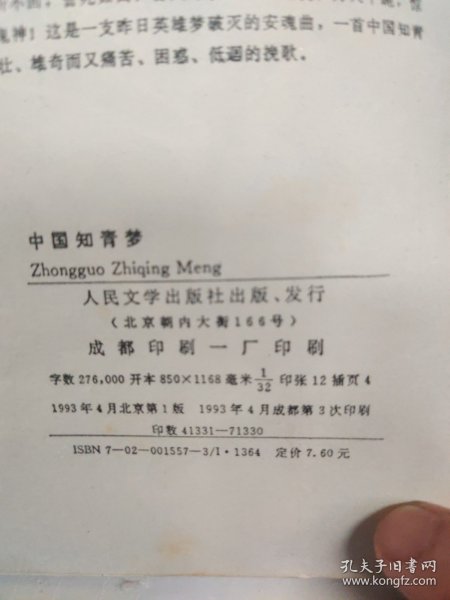 鬼神！这是一支昨日英雄梦破灭的安魂曲，一首中国知青
壮、雄奇而又痛苦、困惑、低迴的挽歌。
中国知青梦
Zhongguo Zhiqing Meng
人民文学出版社出版、发行
（北京朝内大街166号）
成都印刷一厂印刷
字数276,000 开本850×1168毫米1/32 印张12 插页4
1993年4月北京第1版 1993年4月成都第3次印刷
印数41331-71330
ISBN 7-02-001557-3/I·1364 定价7.60元
孔夫子旧书网
www.kongfz.com